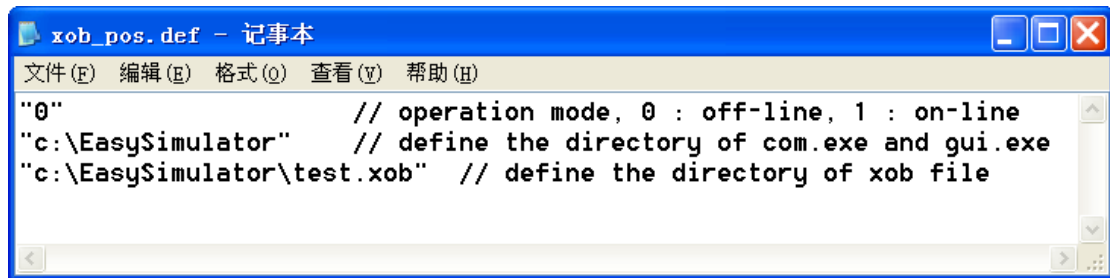 xob_pos.def - 记事本
文件(F) 编辑(E) 格式(O) 查看(V) 帮助(H)
"0" // operation mode, 0 : off-line, 1 : on-line
"c:\EasySimulator" // define the directory of com.exe and gui.exe
"c:\EasySimulator\test.xob" // define the directory of xob file